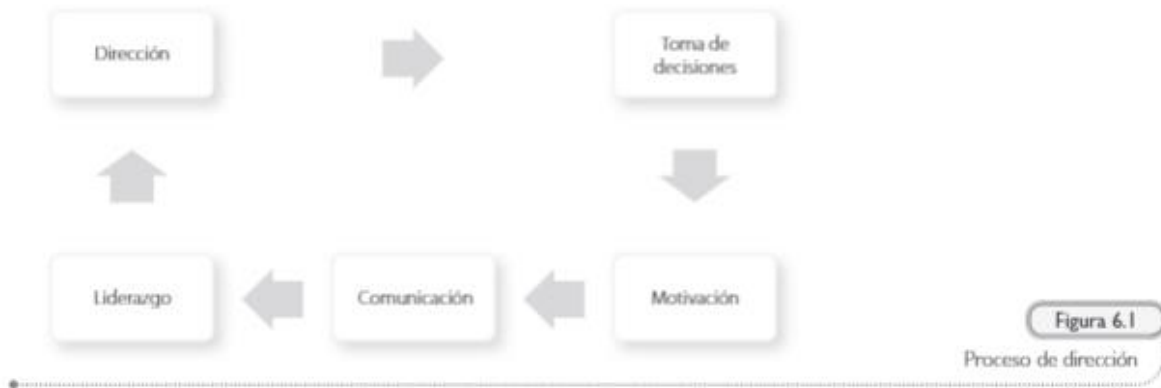 Dirección
Toma de
decisiones
Liderazgo
Comunicación
Motivación
Figura 6.1
Proceso de dirección